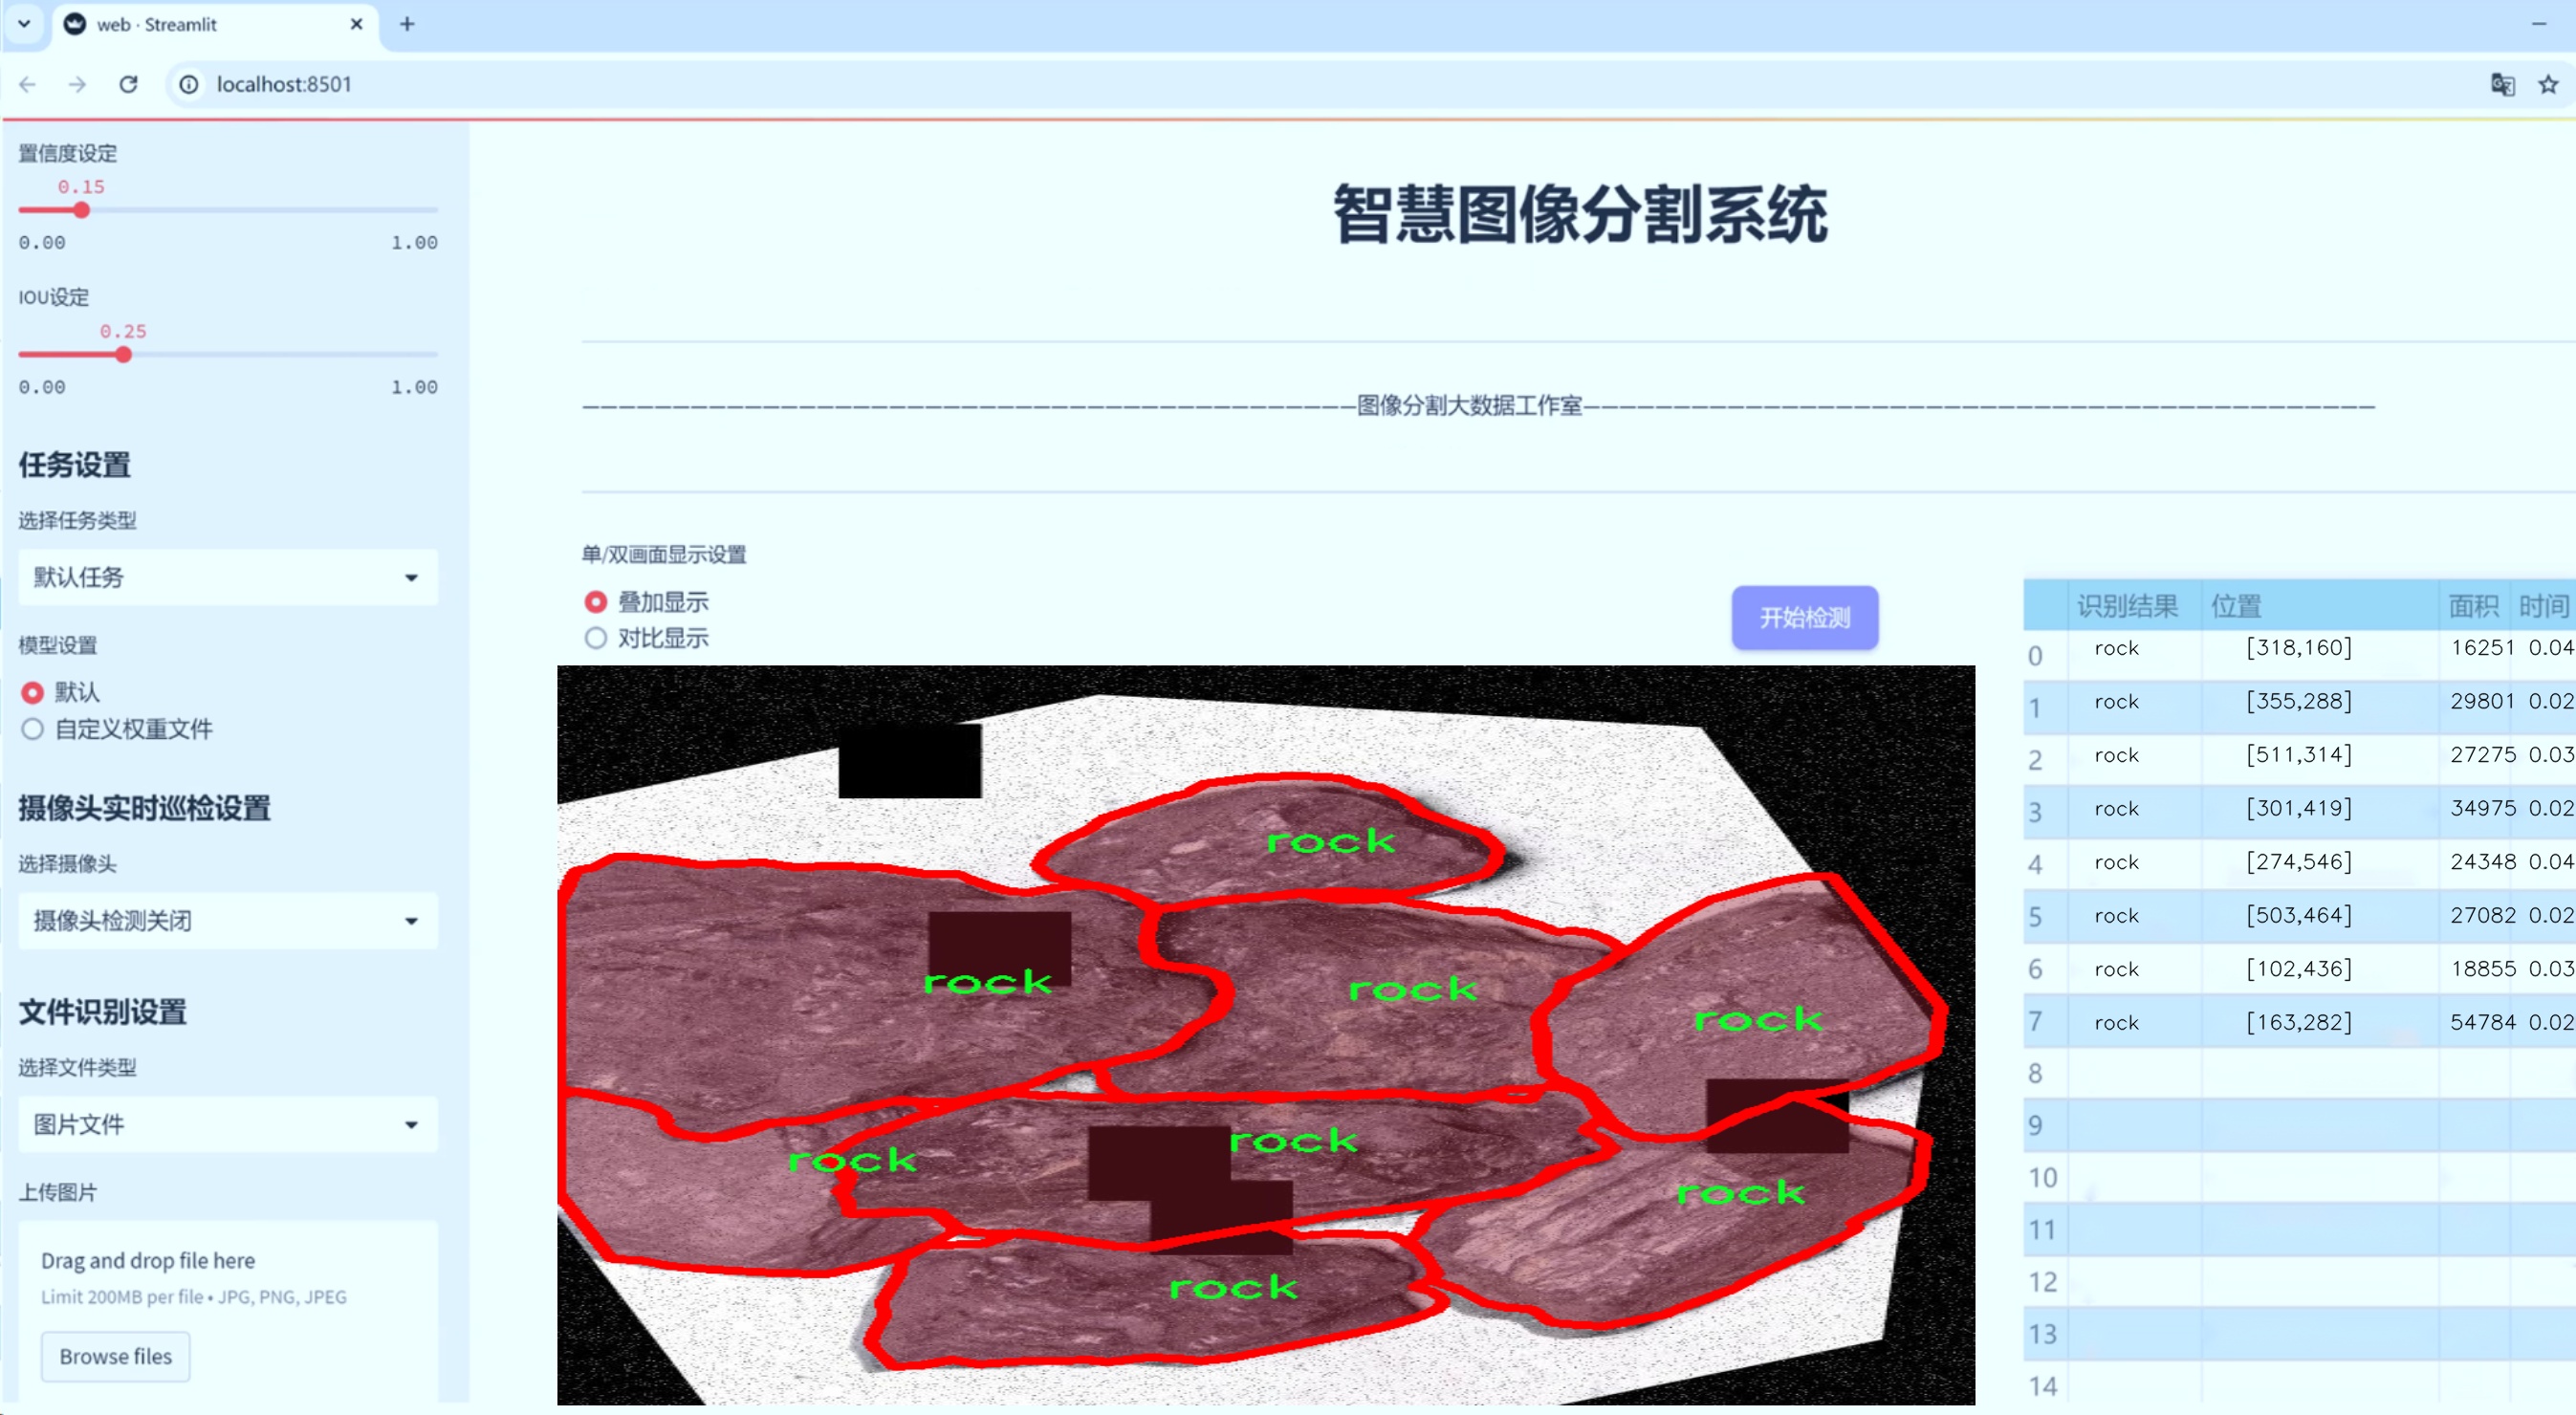 web · Streamlit
localhost:8501
置信度设定
0.15
0.00 1.00
IOU设定
0.25
0.00 1.00
任务设置
选择任务类型
默认任务
模型设置
默认
自定义权重文件
摄像头实时巡检设置
选择摄像头
摄像头检测关闭
文件识别设置
选择文件类型
图片文件
上传图片
Drag and drop file here
Limit 200MB per file • JPG, PNG, JPEG
Browse files
智慧图像分割系统
图像分割大数据工作室
单/双画面显示设置
叠加显示
对比显示
开始检测
rock
rock
rock
rock
rock
rock
rock
rock
识别结果 位置 面积 时间
0 rock [318,160] 16251 0.04
1 rock [355,288] 29801 0.02
2 rock [511,314] 27275 0.03
3 rock [301,419] 34975 0.02
4 rock [274,546] 24348 0.04
5 rock [503,464] 27082 0.02
6 rock [102,436] 18855 0.03
7 rock [163,282] 54784 0.02
8
9
10
11
12
13
14